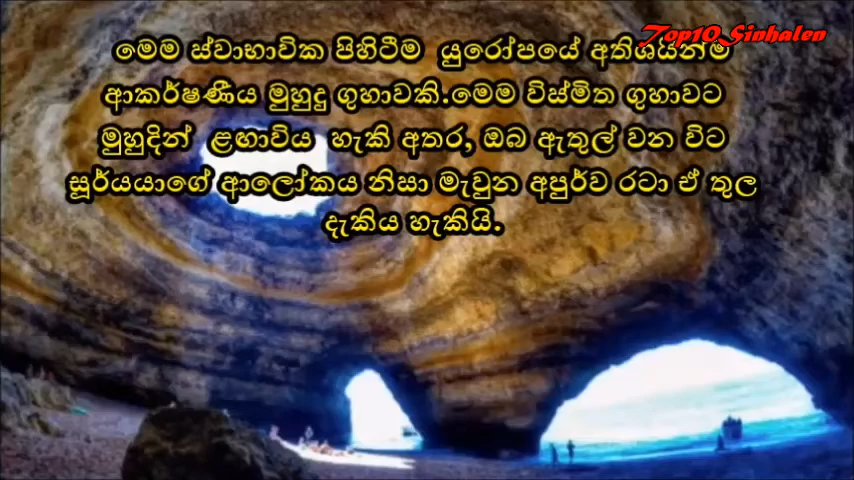 Top10 Sinhalen
මෙම ස්වාභාවික පිහිටීම යුරෝපයේ අතිශයින්ම
ආකර්ෂණීය මුහුදු ගුහාවකි.මෙම විස්මිත ගුහාවට
මුහුදින් ළඟාවිය හැකි අතර, ඔබ ඇතුල් වන විට
සූර්යයාගේ ආලෝකය නිසා මැවුන අපුර්ව රටා ඒ තුල
දැකිය හැකියි.